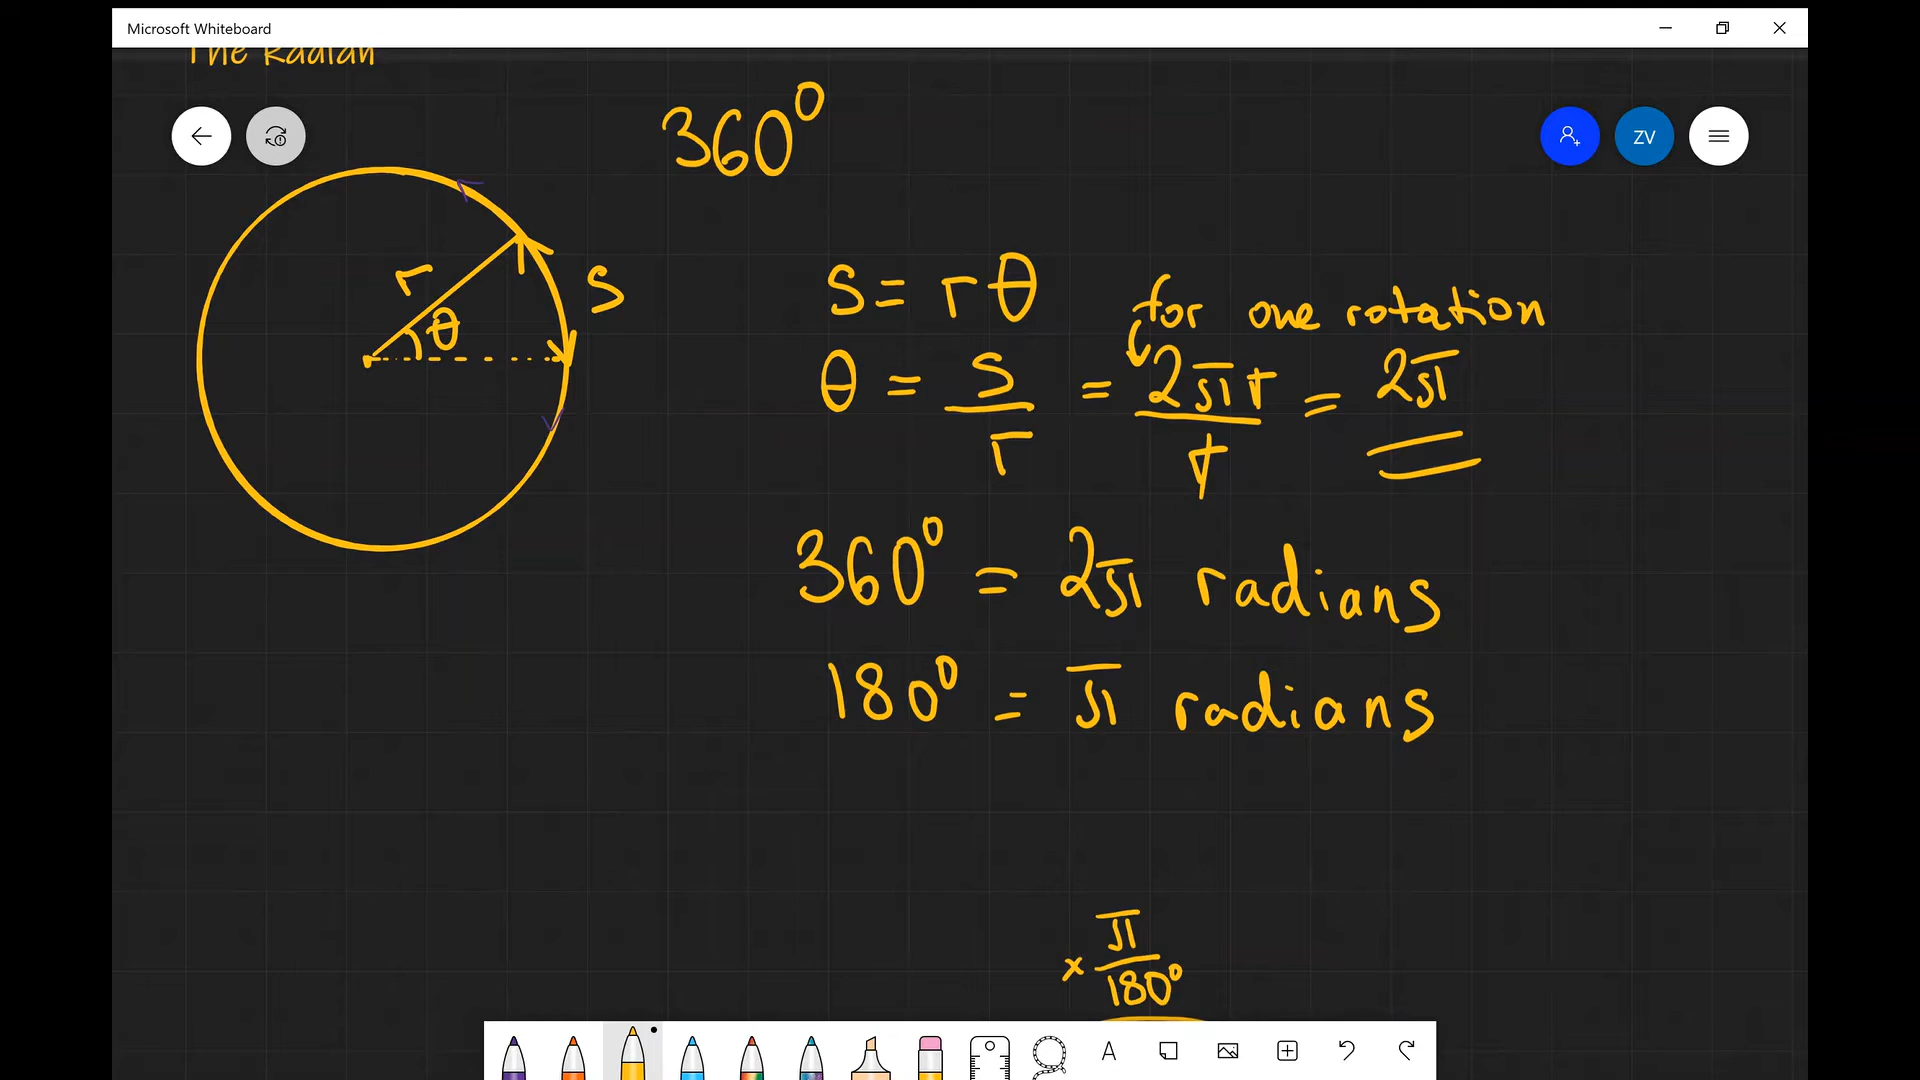 Microsoft Whiteboard
The Radian
360°
ZV
r
θ
s
s = rθ
for one rotation
θ = s/r = 2πr/r = 2π
360° = 2π radians
180° = π radians
× π/180°
A